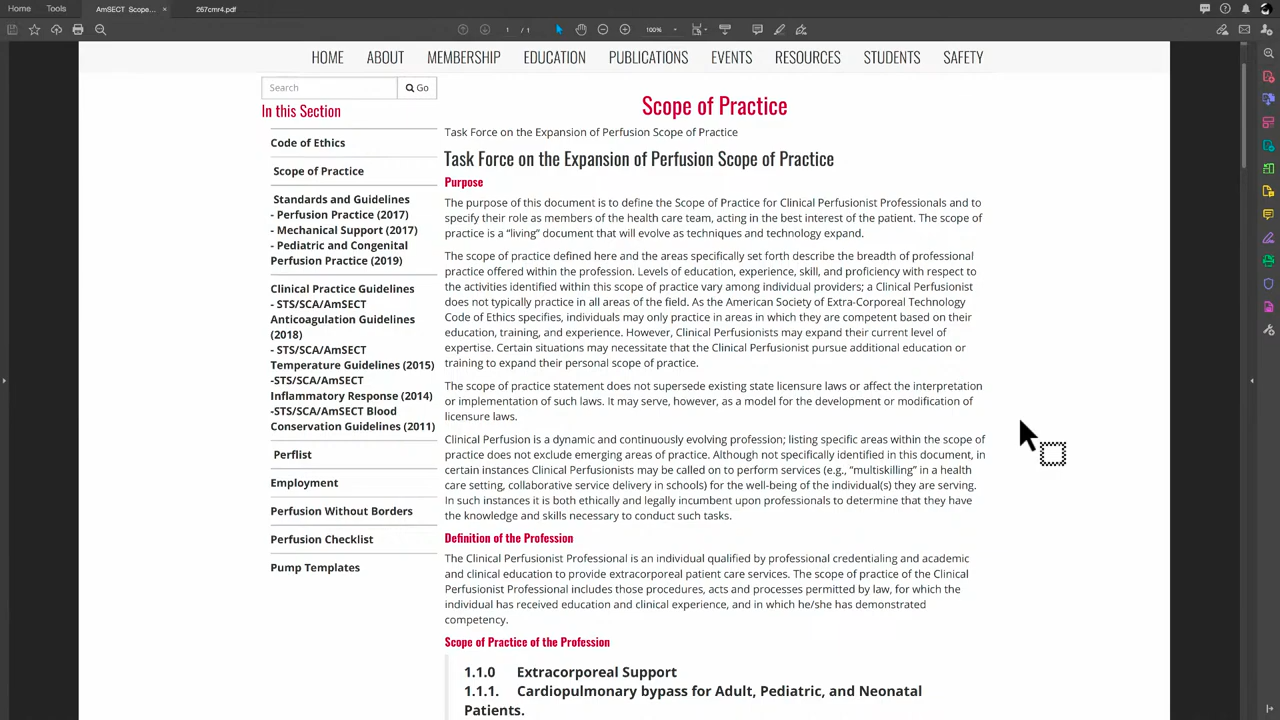 Home Tools AmSECT Scope... × 267cmr4.pdf
1 / 1 100%
HOME ABOUT MEMBERSHIP EDUCATION PUBLICATIONS EVENTS RESOURCES STUDENTS SAFETY
Search Go
In this Section
Code of Ethics
Scope of Practice
Standards and Guidelines
- Perfusion Practice (2017)
- Mechanical Support (2017)
- Pediatric and Congenital
Perfusion Practice (2019)
Clinical Practice Guidelines
- STS/SCA/AmSECT
Anticoagulation Guidelines
(2018)
- STS/SCA/AmSECT
Temperature Guidelines (2015)
-STS/SCA/AmSECT
Inflammatory Response (2014)
-STS/SCA/AmSECT Blood
Conservation Guidelines (2011)
Perflist
Employment
Perfusion Without Borders
Perfusion Checklist
Pump Templates
Scope of Practice
Task Force on the Expansion of Perfusion Scope of Practice
Task Force on the Expansion of Perfusion Scope of Practice
Purpose
The purpose of this document is to define the Scope of Practice for Clinical Perfusionist Professionals and to
specify their role as members of the health care team, acting in the best interest of the patient. The scope of
practice is a “living” document that will evolve as techniques and technology expand.
The scope of practice defined here and the areas specifically set forth describe the breadth of professional
practice offered within the profession. Levels of education, experience, skill, and proficiency with respect to
the activities identified within this scope of practice vary among individual providers; a Clinical Perfusionist
does not typically practice in all areas of the field. As the American Society of Extra-Corporeal Technology
Code of Ethics specifies, individuals may only practice in areas in which they are competent based on their
education, training, and experience. However, Clinical Perfusionists may expand their current level of
expertise. Certain situations may necessitate that the Clinical Perfusionist pursue additional education or
training to expand their personal scope of practice.
The scope of practice statement does not supersede existing state licensure laws or affect the interpretation
or implementation of such laws. It may serve, however, as a model for the development or modification of
licensure laws.
Clinical Perfusion is a dynamic and continuously evolving profession; listing specific areas within the scope of
practice does not exclude emerging areas of practice. Although not specifically identified in this document, in
certain instances Clinical Perfusionists may be called on to perform services (e.g., “multiskilling” in a health
care setting, collaborative service delivery in schools) for the well-being of the individual(s) they are serving.
In such instances it is both ethically and legally incumbent upon professionals to determine that they have
the knowledge and skills necessary to conduct such tasks.
Definition of the Profession
The Clinical Perfusionist Professional is an individual qualified by professional credentialing and academic
and clinical education to provide extracorporeal patient care services. The scope of practice of the Clinical
Perfusionist Professional includes those procedures, acts and processes permitted by law, for which the
individual has received education and clinical experience, and in which he/she has demonstrated
competency.
Scope of Practice of the Profession
1.1.0 Extracorporeal Support
1.1.1. Cardiopulmonary bypass for Adult, Pediatric, and Neonatal
Patients.